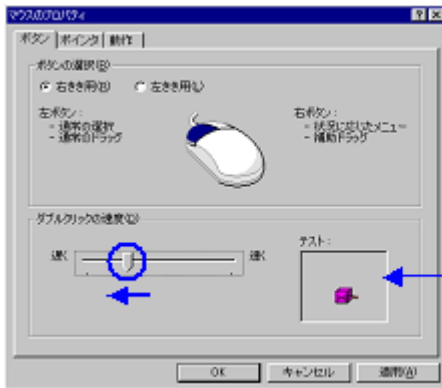 マウスのプロパティ
ボタン ポインタ 動作
ボタンの選択(B)
右きき用(R) 左きき用(L)
左ボタン:
- 通常の選択
- 通常のドラッグ
右ボタン:
- 状況に応じたメニュー
- 補助ドラッグ
ダブルクリックの速度(D)
遅く 速く
テスト:
OK キャンセル 適用(A)